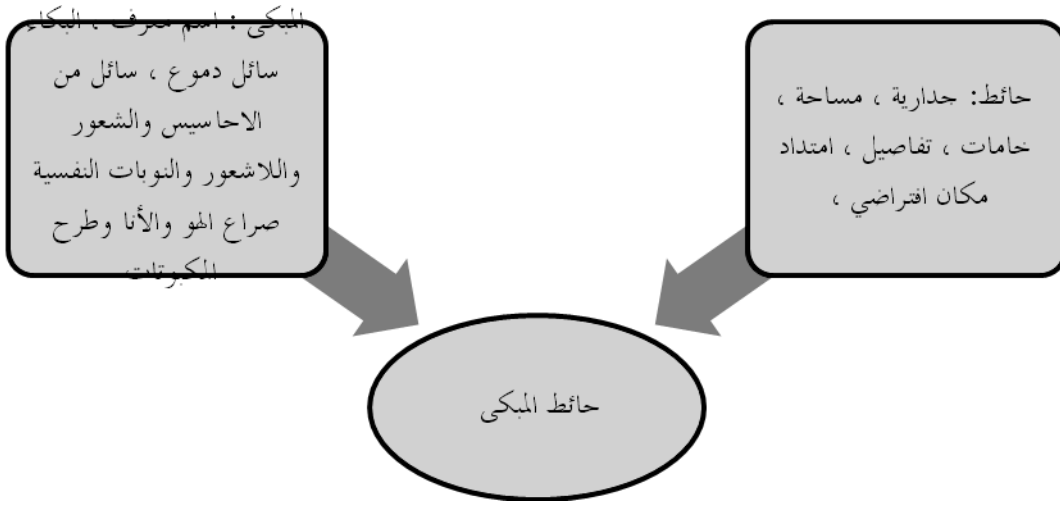 حائط: جدارية ، مساحة ،
خامات ، تفاصيل ، امتداد
مكان افتراضي ،
المبكى : اسم معرف ، البكاء
سائل دموع ، سائل من
الاحاسيس والشعور
واللاشعور والنوبات النفسية
صراع الهو والأنا وطرح
المكبوتات
حائط المبكى